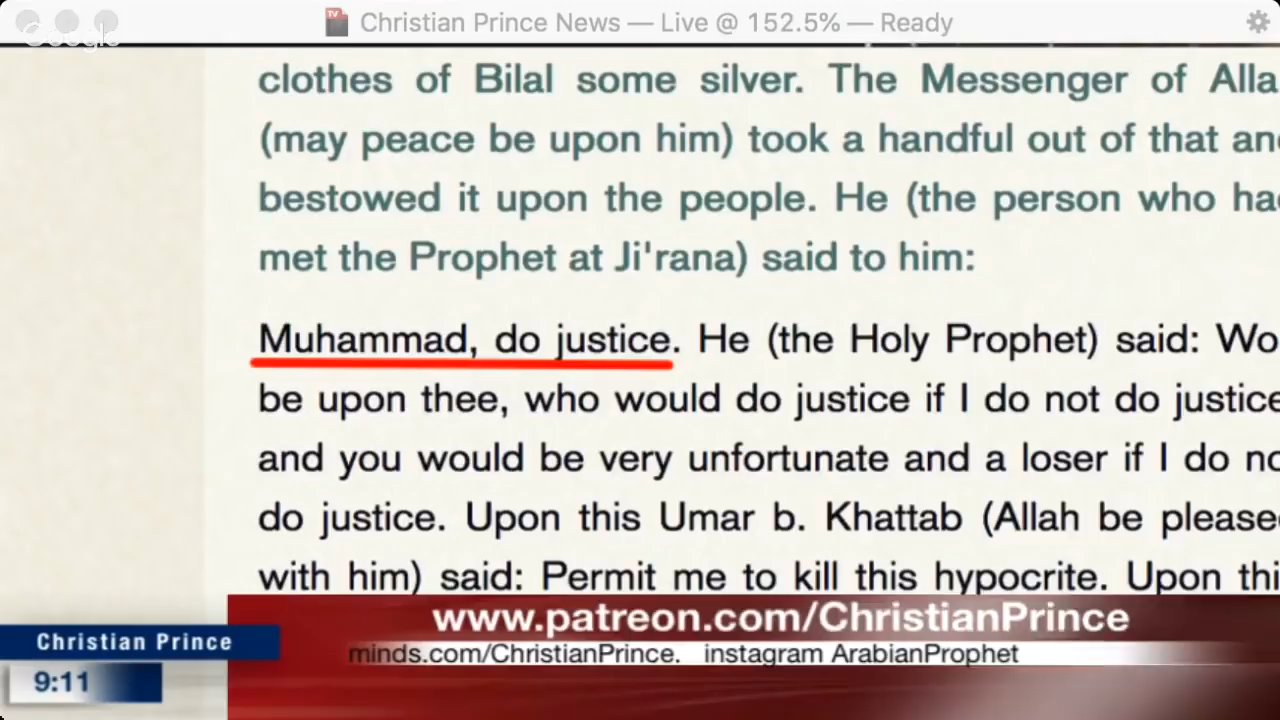 Christian Prince News — Live @ 152.5% — Ready
Google
TV
clothes of Bilal some silver. The Messenger of Alla
(may peace be upon him) took a handful out of that an
bestowed it upon the people. He (the person who ha
met the Prophet at Ji'rana) said to him:
Muhammad, do justice. He (the Holy Prophet) said: Wo
be upon thee, who would do justice if I do not do justice
and you would be very unfortunate and a loser if I do no
do justice. Upon this Umar b. Khattab (Allah be please
with him) said: Permit me to kill this hypocrite. Upon thi
www.patreon.com/ChristianPrince
Christian Prince
minds.com/ChristianPrince. instagram ArabianProphet
9:11